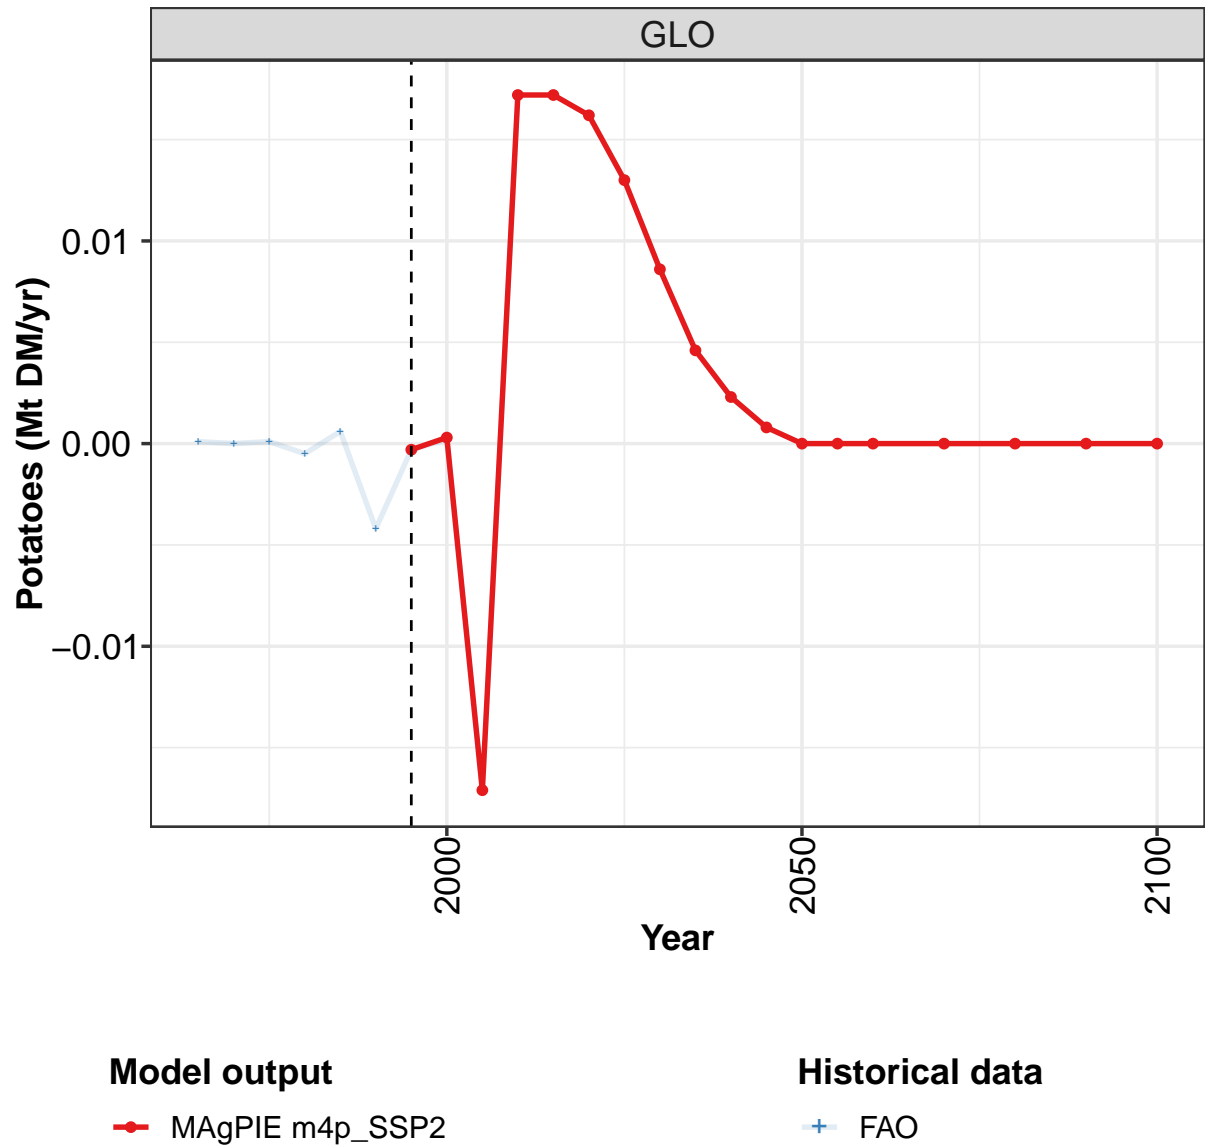 GLO
Potatoes (Mt DM/yr)
0.01
0.00
−0.01
2000
2050
2100
Year
Model output
MAgPIE m4p_SSP2
Historical data
FAO